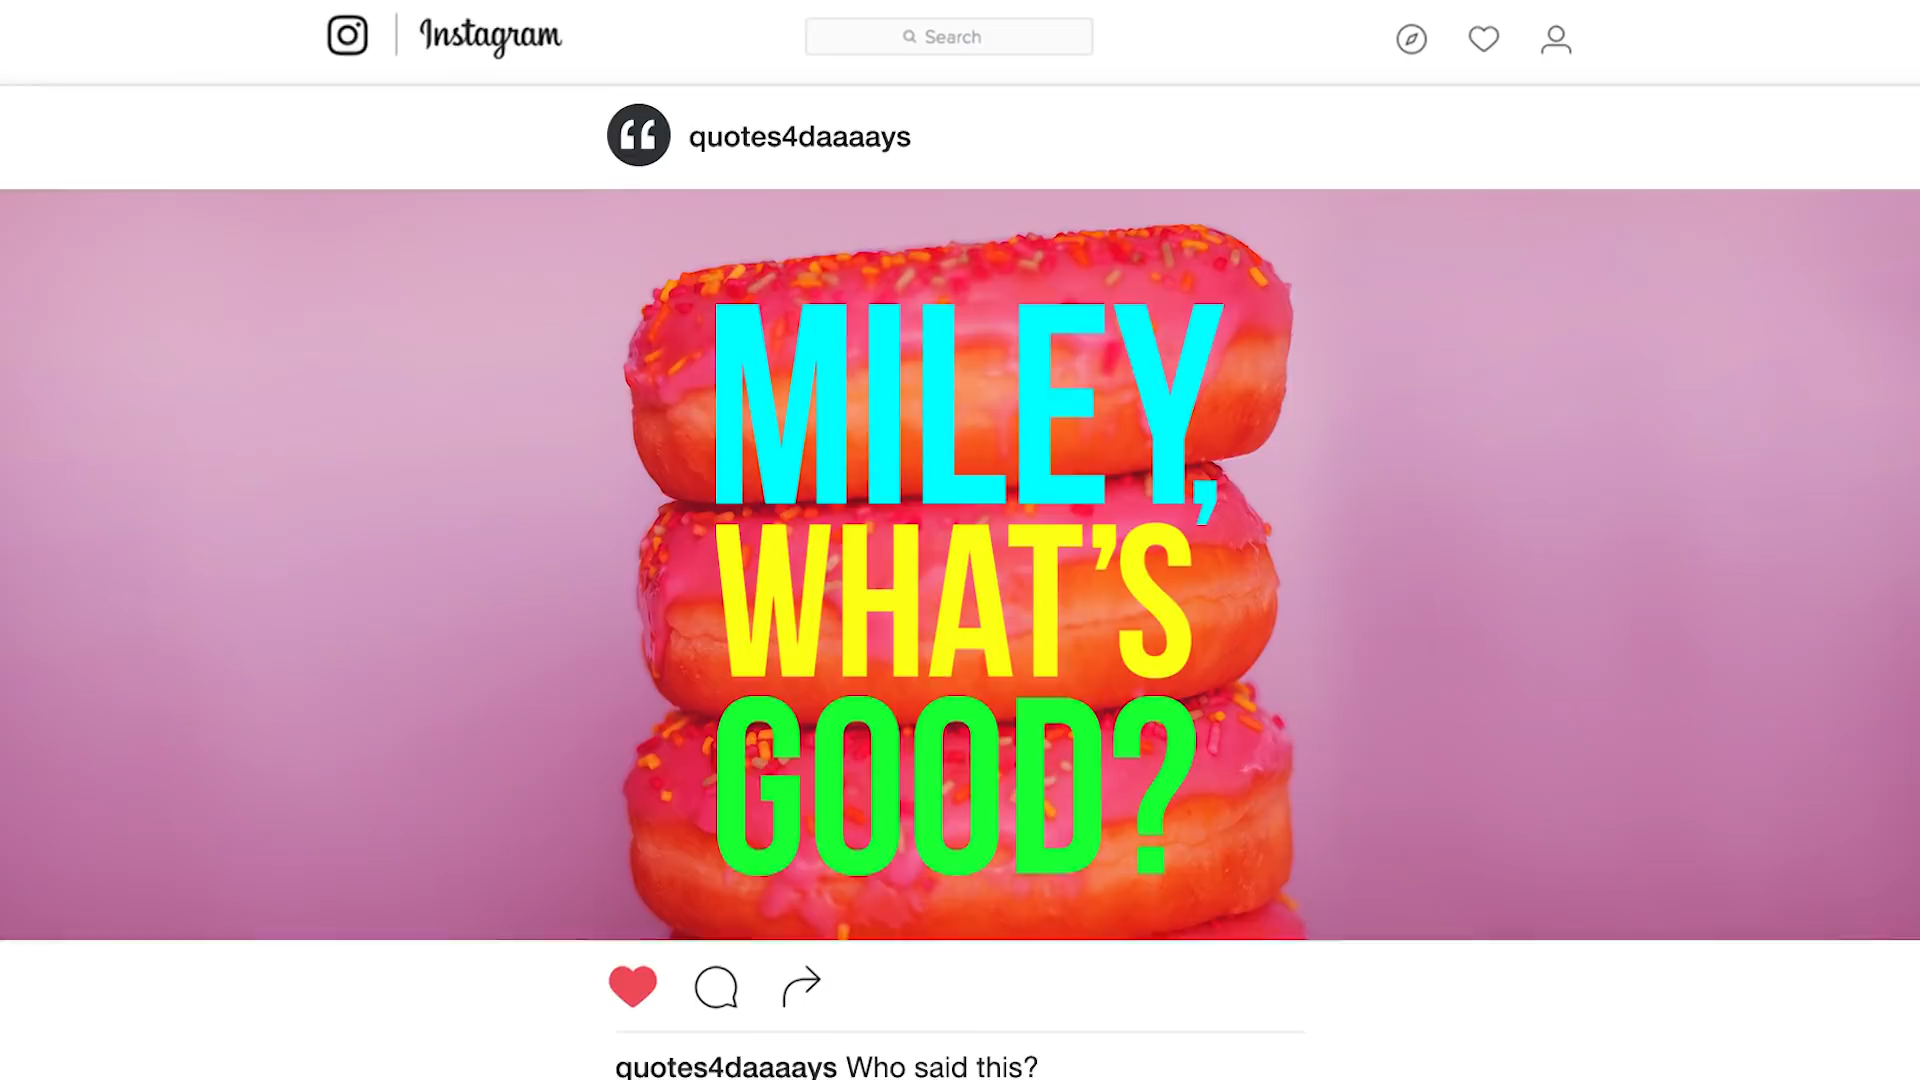 Instagram
Search
quotes4daaaays
MILEY,
WHAT'S
GOOD?
quotes4daaaays Who said this?